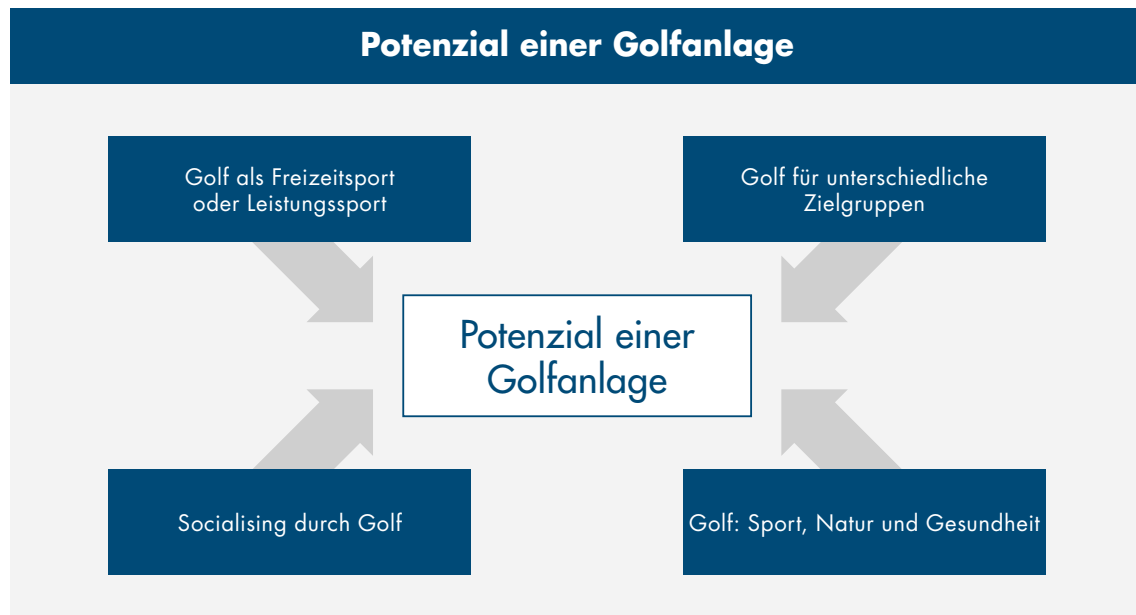 Potenzial einer Golfanlage
Golf als Freizeitsport
oder Leistungssport
Golf für unterschiedliche
Zielgruppen
Potenzial einer
Golfanlage
Socialising durch Golf
Golf: Sport, Natur und Gesundheit